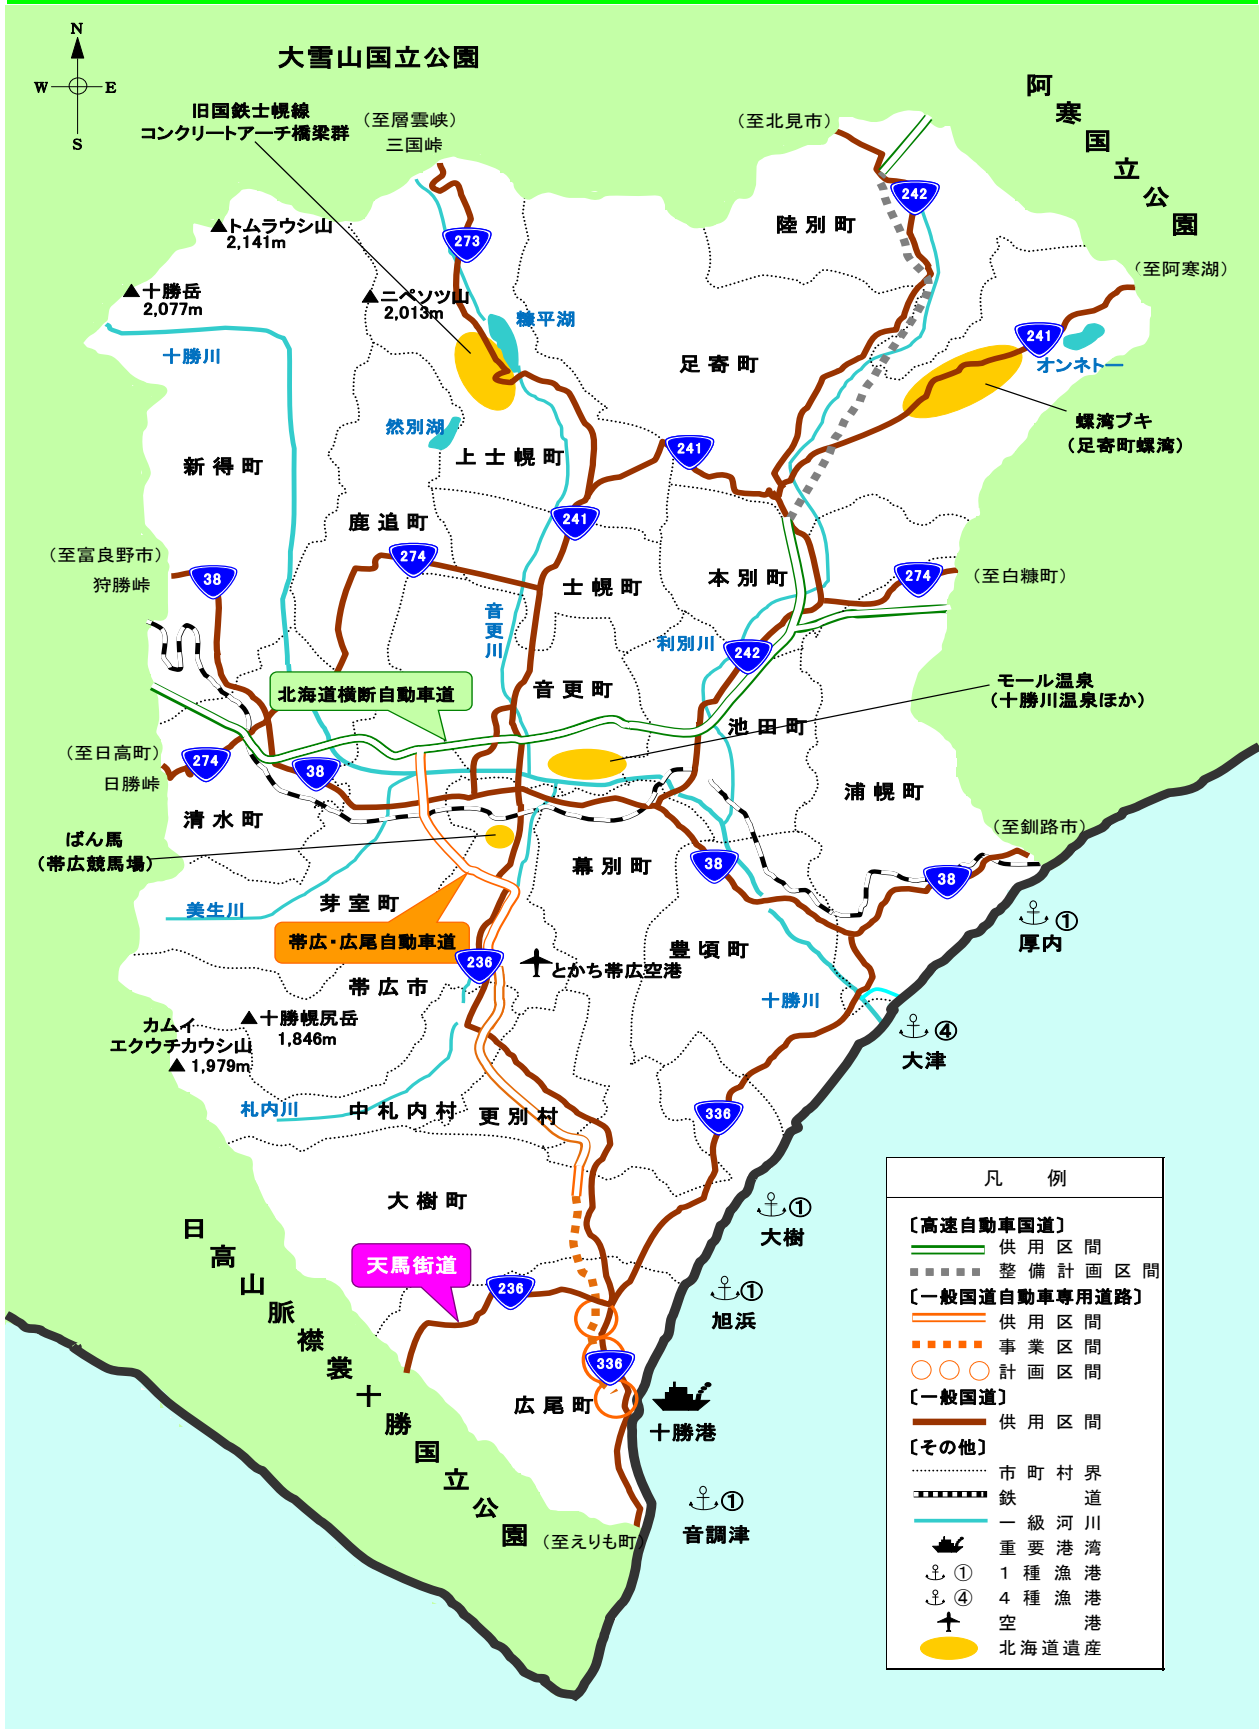 N
W E
S
大雪山国立公園
阿寒国立公園
旧国鉄士幌線
コンクリートアーチ橋梁群
(至層雲峡)
三国峠
(至北見市)
242
陸別町
▲トムラウシ山
2,141m
273
(至阿寒湖)
▲十勝岳
2,077m
▲ニペソツ山
2,013m
糠平湖
十勝川
241
オンネトー
足寄町
然別湖
螺湾ブキ
(足寄町螺湾)
上士幌町
241
新得町
鹿追町
241
(至富良野市)
狩勝峠
38
274
士幌町
本別町
274
(至白糠町)
音更川
利別川
242
モール温泉
(十勝川温泉ほか)
北海道横断自動車道
音更町
池田町
(至日高町)
日勝峠
274
38
浦幌町
清水町
(至釧路市)
ばん馬
(帯広競馬場)
幕別町
38
38
芽室町
美生川
①
厚内
帯広・広尾自動車道
豊頃町
236
とかち帯広空港
帯広市
十勝川
▲十勝幌尻岳
1,846m
カムイ
エクウチカウシ山
▲ 1,979m
④
大津
札内川
中札内村
更別村
336
大樹町
①
大樹
日高山脈襟裳十勝国立公園
天馬街道
236
①
旭浜
336
広尾町
十勝港
①
音調津
(至えりも町)
凡 例
〔高速自動車国道〕
供用区間
整備計画区間
〔一般国道自動車専用道路〕
供用区間
事業区間
計画区間
〔一般国道〕
供用区間
〔その他〕
市町村界
鉄 道
一級河川
重要港湾
① 1種漁港
④ 4種漁港
空 港
北海道遺産